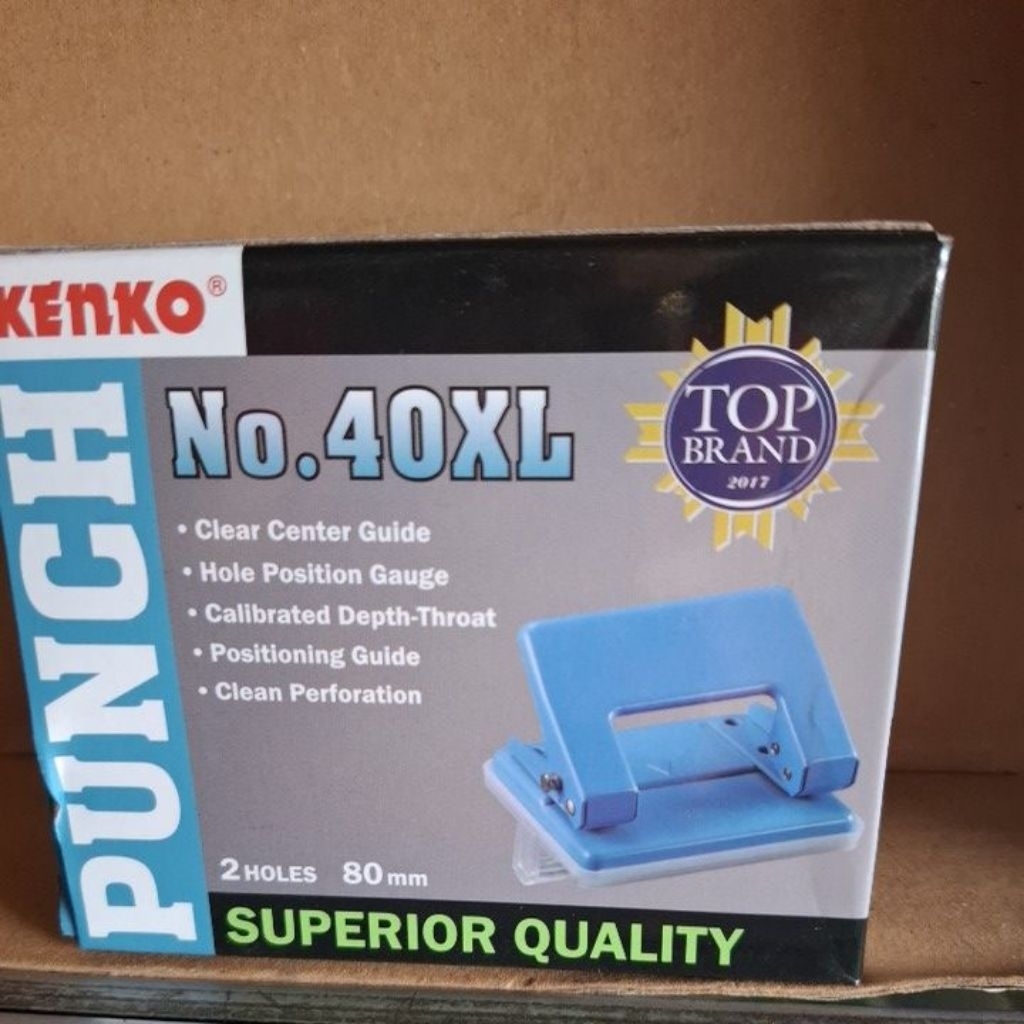 KENKO®
PUNCH
No.40XL
TOP
BRAND
2017
• Clear Center Guide
• Hole Position Gauge
• Calibrated Depth-Throat
• Positioning Guide
• Clean Perforation
2 HOLES 80 mm
SUPERIOR QUALITY